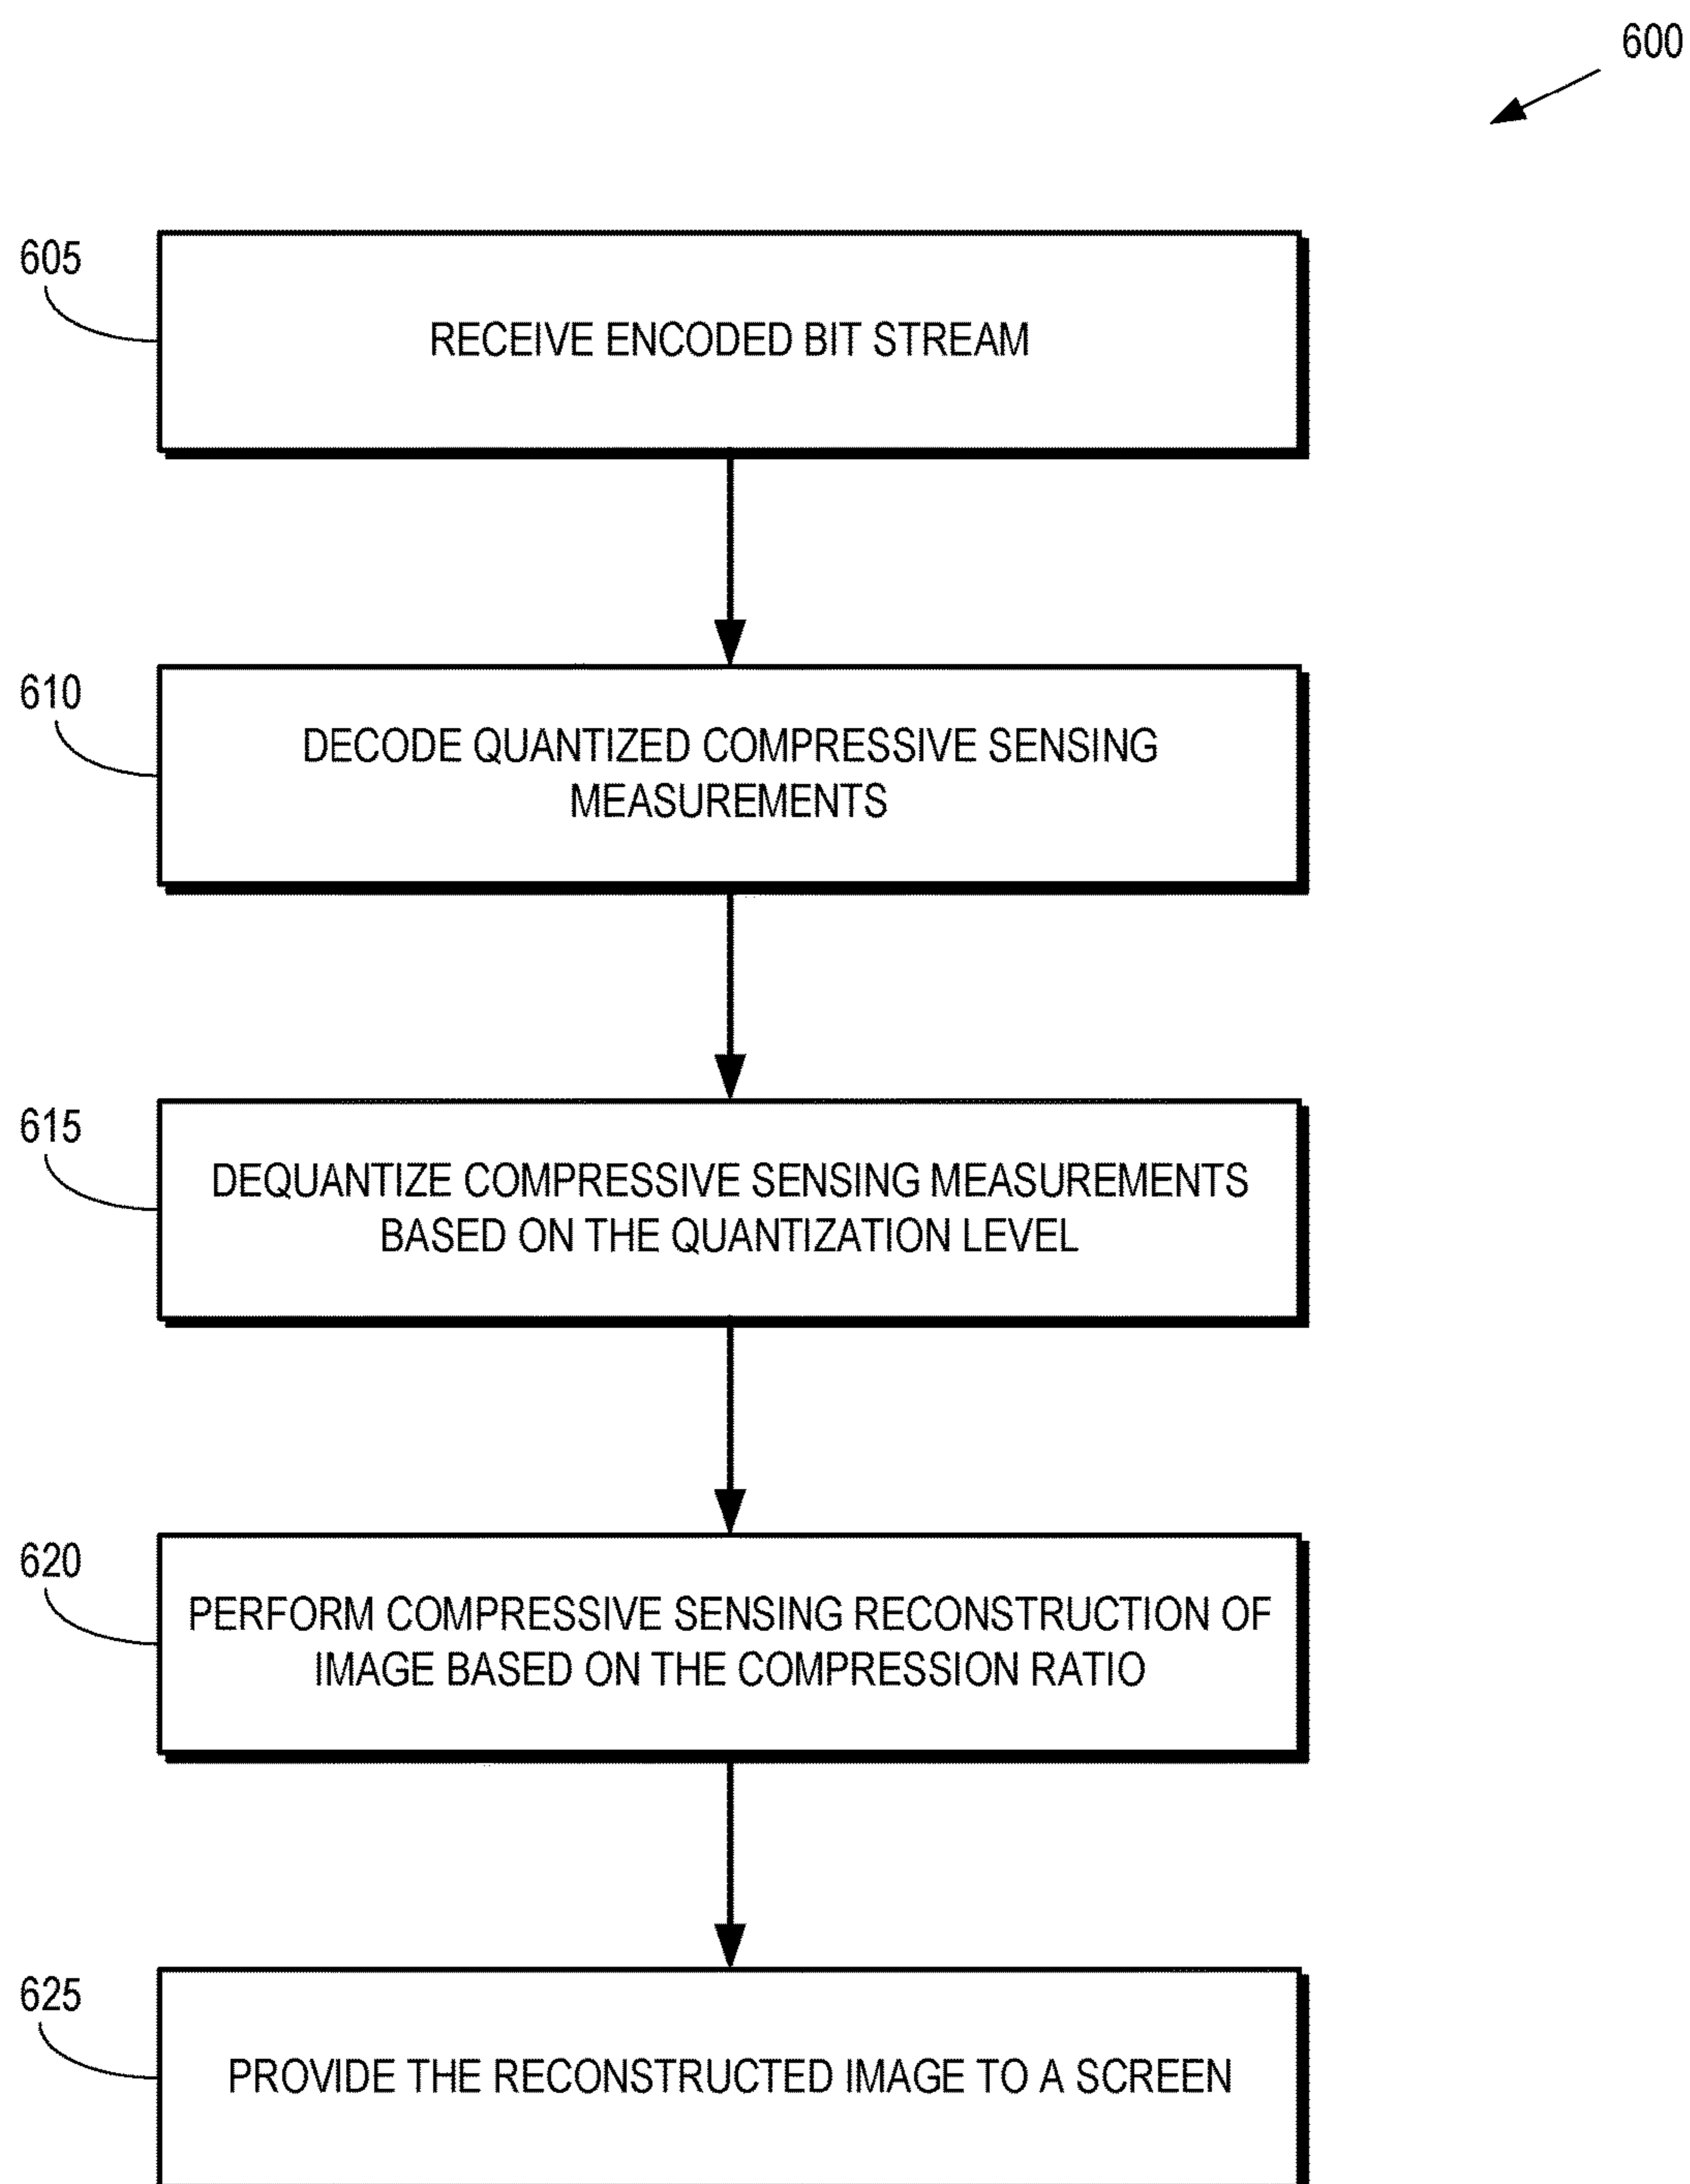 600
605
RECEIVE ENCODED BIT STREAM
610
DECODE QUANTIZED COMPRESSIVE SENSING
MEASUREMENTS
615
DEQUANTIZE COMPRESSIVE SENSING MEASUREMENTS
BASED ON THE QUANTIZATION LEVEL
620
PERFORM COMPRESSIVE SENSING RECONSTRUCTION OF
IMAGE BASED ON THE COMPRESSION RATIO
625
PROVIDE THE RECONSTRUCTED IMAGE TO A SCREEN